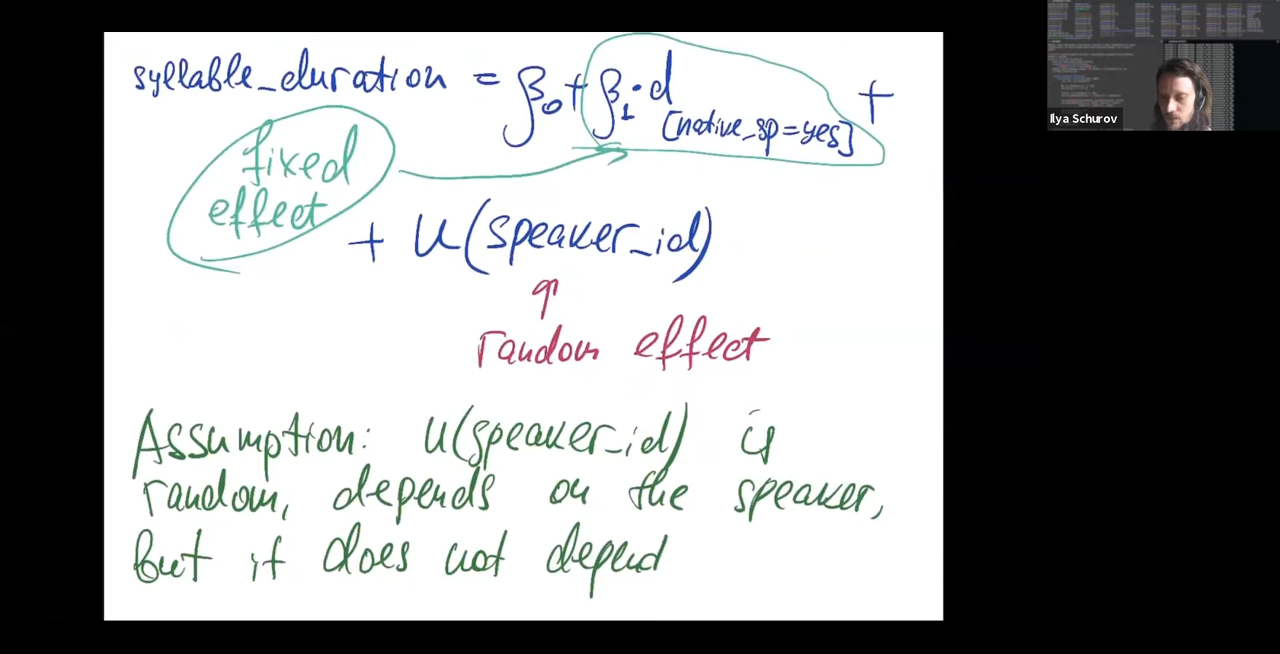 syllable_duration = β₀ + β₁·d[native_sp=yes] +
fixed
effect
+ u(speaker_id)
random effect
Assumption: u(speaker_id) is
random, depends on the speaker,
but it does not depend
Ilya Schurov